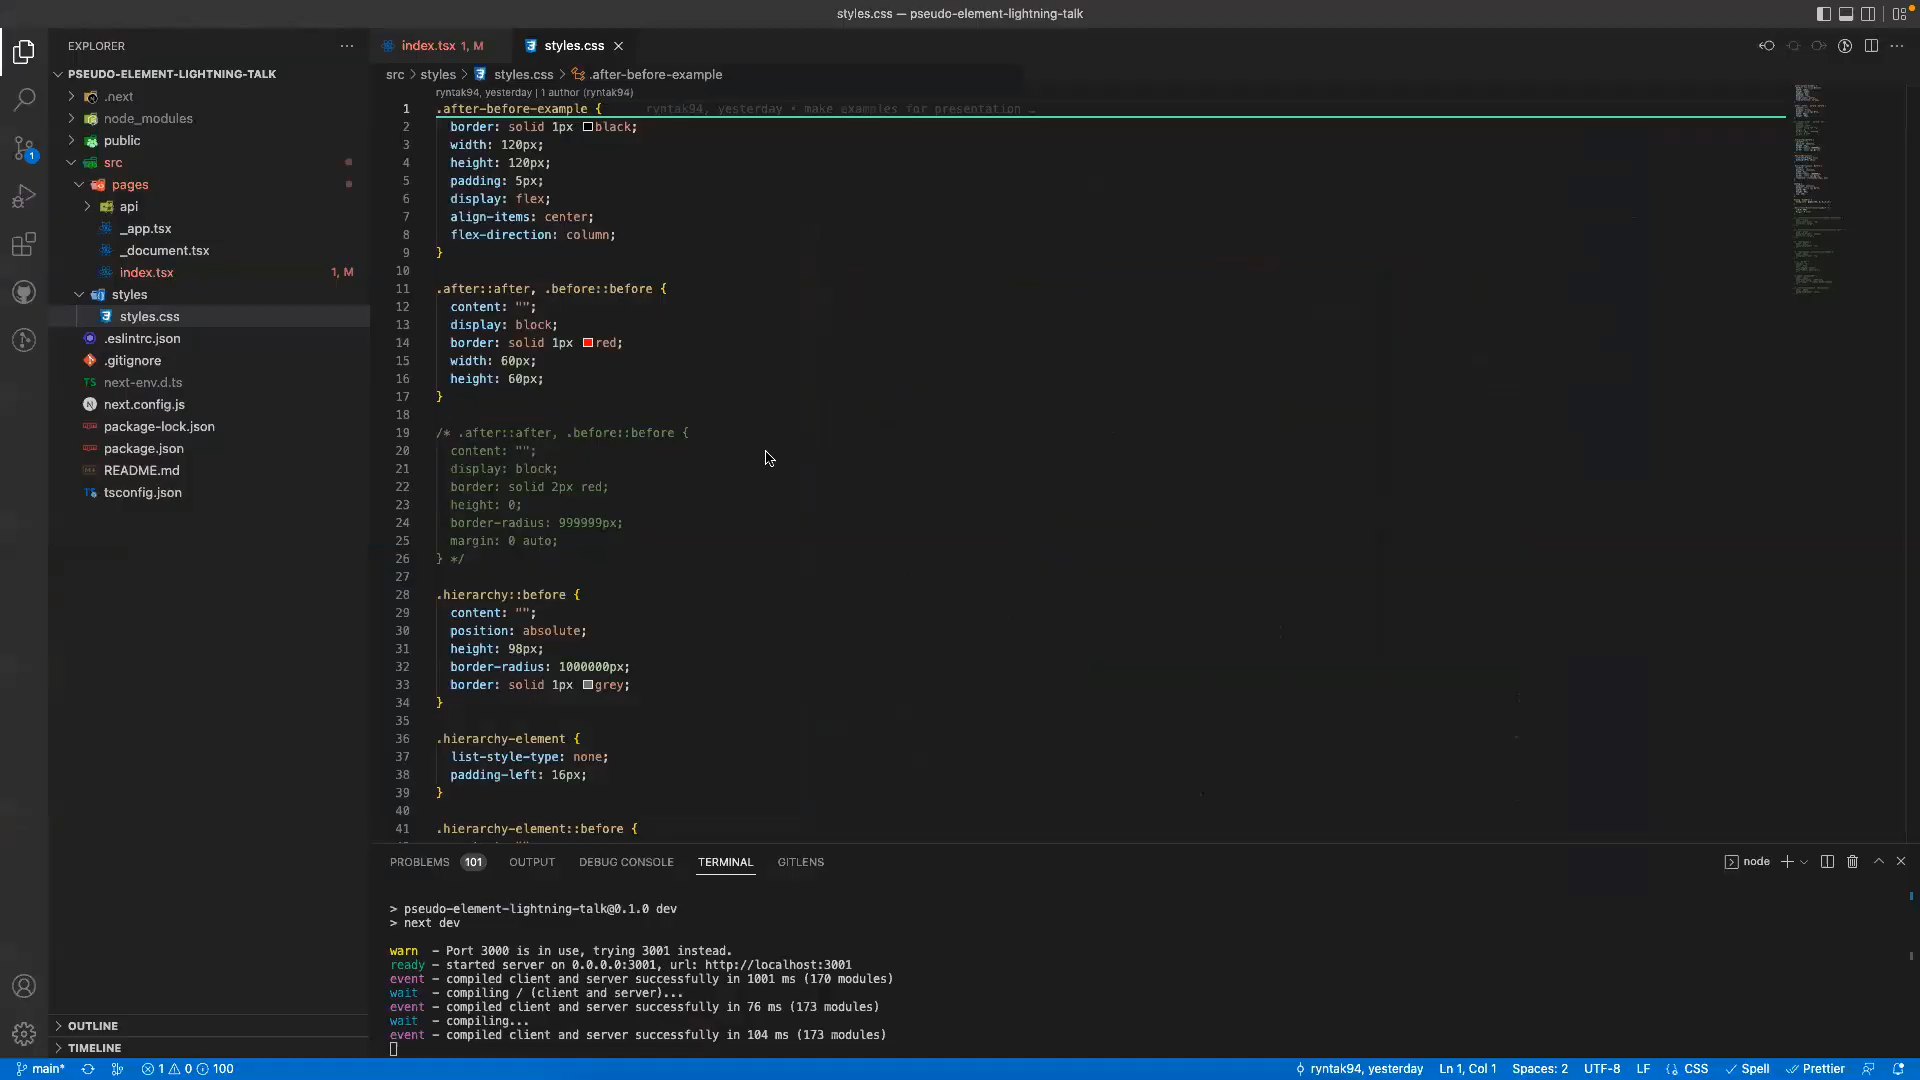 styles.css — pseudo-element-lightning-talk
EXPLORER
PSEUDO-ELEMENT-LIGHTNING-TALK
.next
node_modules
public
src
pages
api
_app.tsx
_document.tsx
index.tsx 1, M
styles
styles.css
.eslintrc.json
.gitignore
TS next-env.d.ts
next.config.js
package-lock.json
package.json
README.md
tsconfig.json
OUTLINE
TIMELINE
1
index.tsx 1, M
styles.css
src > styles > styles.css > .after-before-example
ryntak94, yesterday | 1 author (ryntak94)
1 .after-before-example { ryntak94, yesterday • make examples for presentation …
2 border: solid 1px black;
3 width: 120px;
4 height: 120px;
5 padding: 5px;
6 display: flex;
7 align-items: center;
8 flex-direction: column;
9 }
10
11 .after::after, .before::before {
12 content: "";
13 display: block;
14 border: solid 1px red;
15 width: 60px;
16 height: 60px;
17 }
18
19 /* .after::after, .before::before {
20 content: "";
21 display: block;
22 border: solid 2px red;
23 height: 0;
24 border-radius: 999999px;
25 margin: 0 auto;
26 } */
27
28 .hierarchy::before {
29 content: "";
30 position: absolute;
31 height: 98px;
32 border-radius: 1000000px;
33 border: solid 1px grey;
34 }
35
36 .hierarchy-element {
37 list-style-type: none;
38 padding-left: 16px;
39 }
40
41 .hierarchy-element::before {
PROBLEMS 101 OUTPUT DEBUG CONSOLE TERMINAL GITLENS
node
> pseudo-element-lightning-talk@0.1.0 dev
> next dev
warn - Port 3000 is in use, trying 3001 instead.
ready - started server on 0.0.0.0:3001, url: http://localhost:3001
event - compiled client and server successfully in 1001 ms (170 modules)
wait - compiling / (client and server)...
event - compiled client and server successfully in 76 ms (173 modules)
wait - compiling...
event - compiled client and server successfully in 104 ms (173 modules)
main* 1 0 100 ryntak94, yesterday Ln 1, Col 1 Spaces: 2 UTF-8 LF {} CSS Spell Prettier